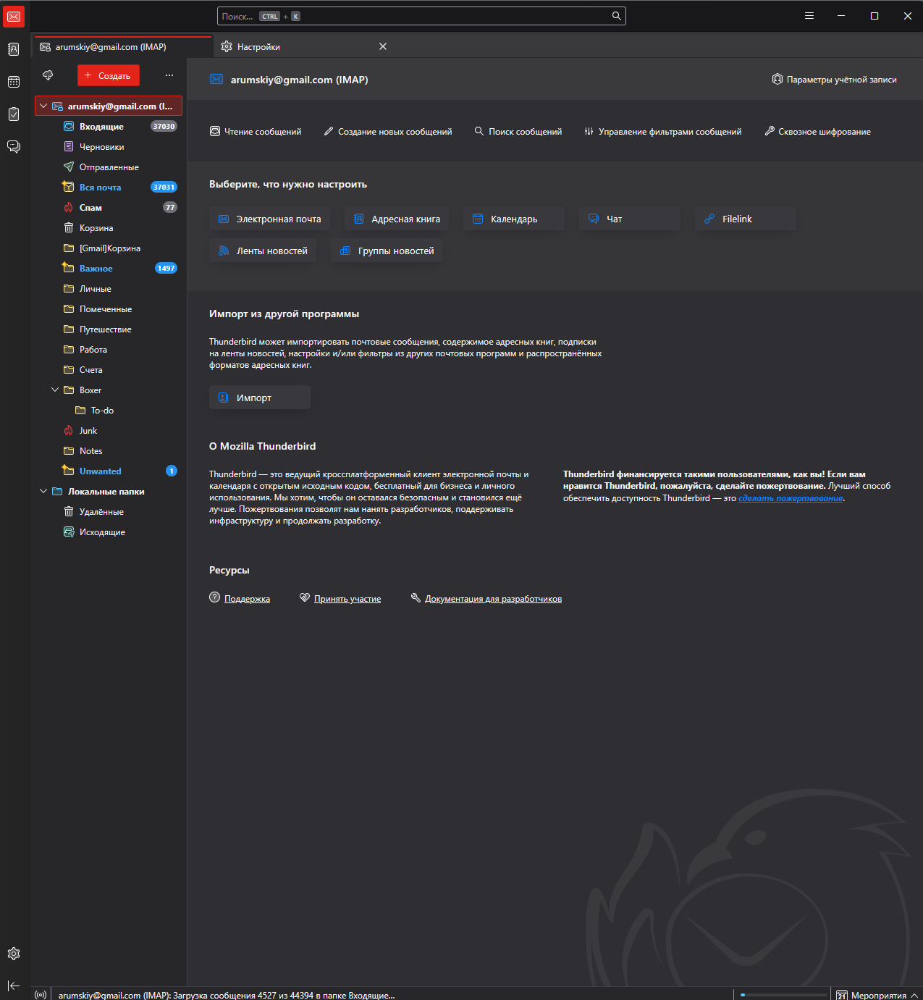 Поиск... CTRL + K
arumskiy@gmail.com (IMAP)
Настройки
+ Создать
arumskiy@gmail.com (I...
Входящие 37030
Черновики
Отправленные
Вся почта 37031
Спам 77
Корзина
[Gmail]Корзина
Важное 1497
Личные
Помеченные
Путешествие
Работа
Счета
Boxer
To-do
Junk
Notes
Unwanted 1
Локальные папки
Удалённые
Исходящие
arumskiy@gmail.com (IMAP)
Параметры учётной записи
Чтение сообщений
Создание новых сообщений
Поиск сообщений
Управление фильтрами сообщений
Сквозное шифрование
Выберите, что нужно настроить
Электронная почта
Адресная книга
Календарь
Чат
Filelink
Ленты новостей
Группы новостей
Импорт из другой программы
Thunderbird может импортировать почтовые сообщения, содержимое адресных книг, подписки
на ленты новостей, настройки и/или фильтры из других почтовых программ и распространённых
форматов адресных книг.
Импорт
О Mozilla Thunderbird
Thunderbird — это ведущий кроссплатформенный клиент электронной почты и
календаря с открытым исходным кодом, бесплатный для бизнеса и личного
использования. Мы хотим, чтобы он оставался безопасным и становился ещё
лучше. Пожертвования позволят нам нанять разработчиков, поддерживать
инфраструктуру и продолжать разработку.
Thunderbird финансируется такими пользователями, как вы! Если вам
нравится Thunderbird, пожалуйста, сделайте пожертвование. Лучший способ
обеспечить доступность Thunderbird — это сделать пожертвование.
Ресурсы
Поддержка
Принять участие
Документация для разработчиков
arumskiy@gmail.com (IMAP): Загрузка сообщения 4527 из 44394 в папке Входящие...
21 Мероприятия